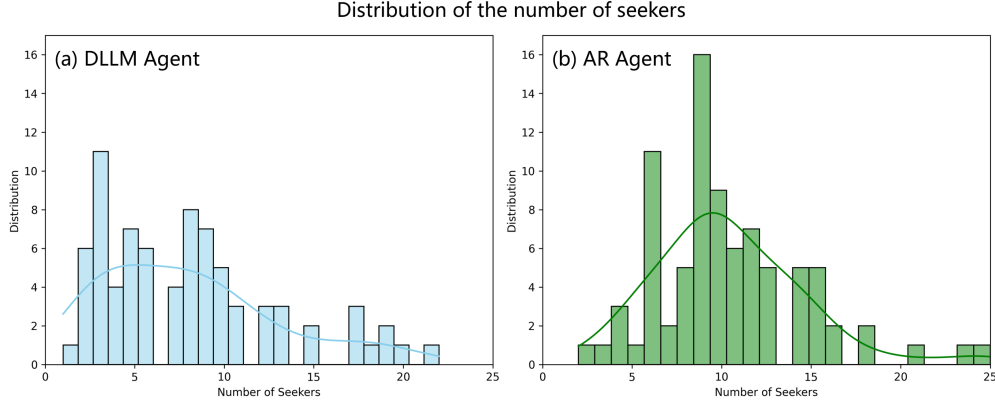 Distribution of the number of seekers
(a) DLLM Agent
Distribution
16
14
12
10
8
6
4
2
0
0 5 10 15 20 25
Number of Seekers
(b) AR Agent
Distribution
16
14
12
10
8
6
4
2
0
0 5 10 15 20 25
Number of Seekers